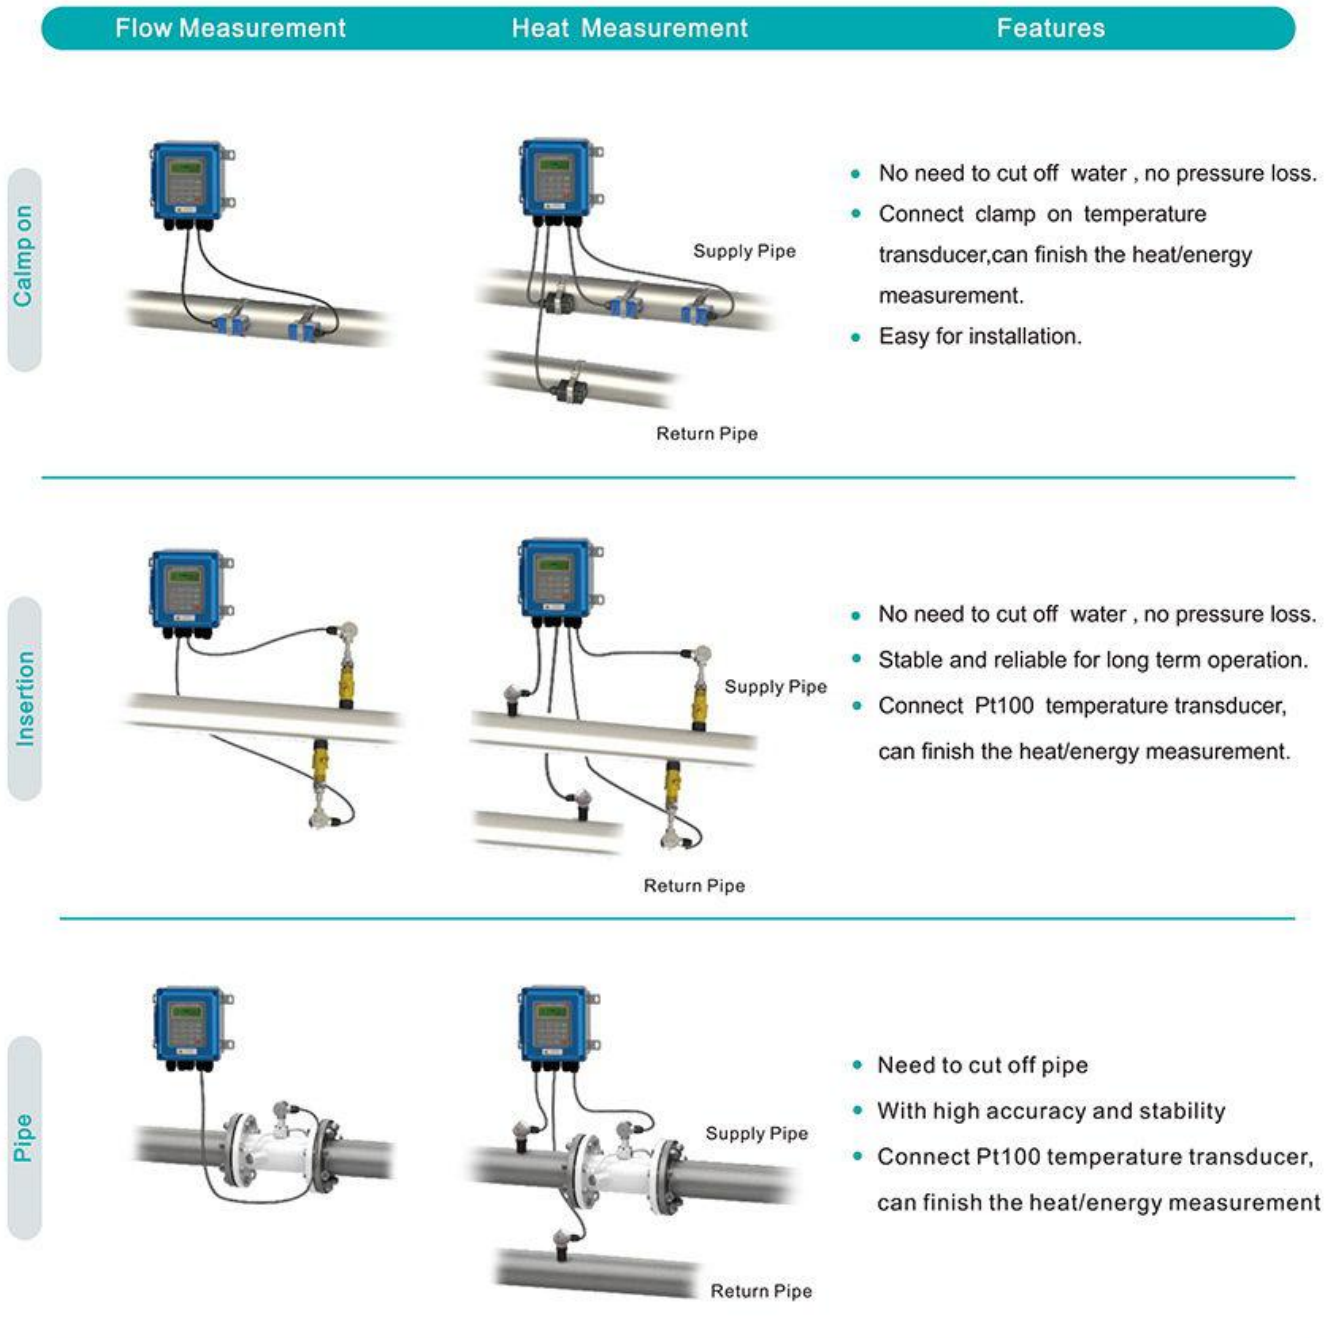 Flow Measurement
Heat Measurement
Features
Calmp on
Supply Pipe
Return Pipe
No need to cut off water , no pressure loss.
Connect clamp on temperature
transducer,can finish the heat/energy
measurement.
Easy for installation.
Insertion
Supply Pipe
Return Pipe
No need to cut off water , no pressure loss.
Stable and reliable for long term operation.
Connect Pt100 temperature transducer,
can finish the heat/energy measurement.
Pipe
Supply Pipe
Return Pipe
Need to cut off pipe
With high accuracy and stability
Connect Pt100 temperature transducer,
can finish the heat/energy measurement